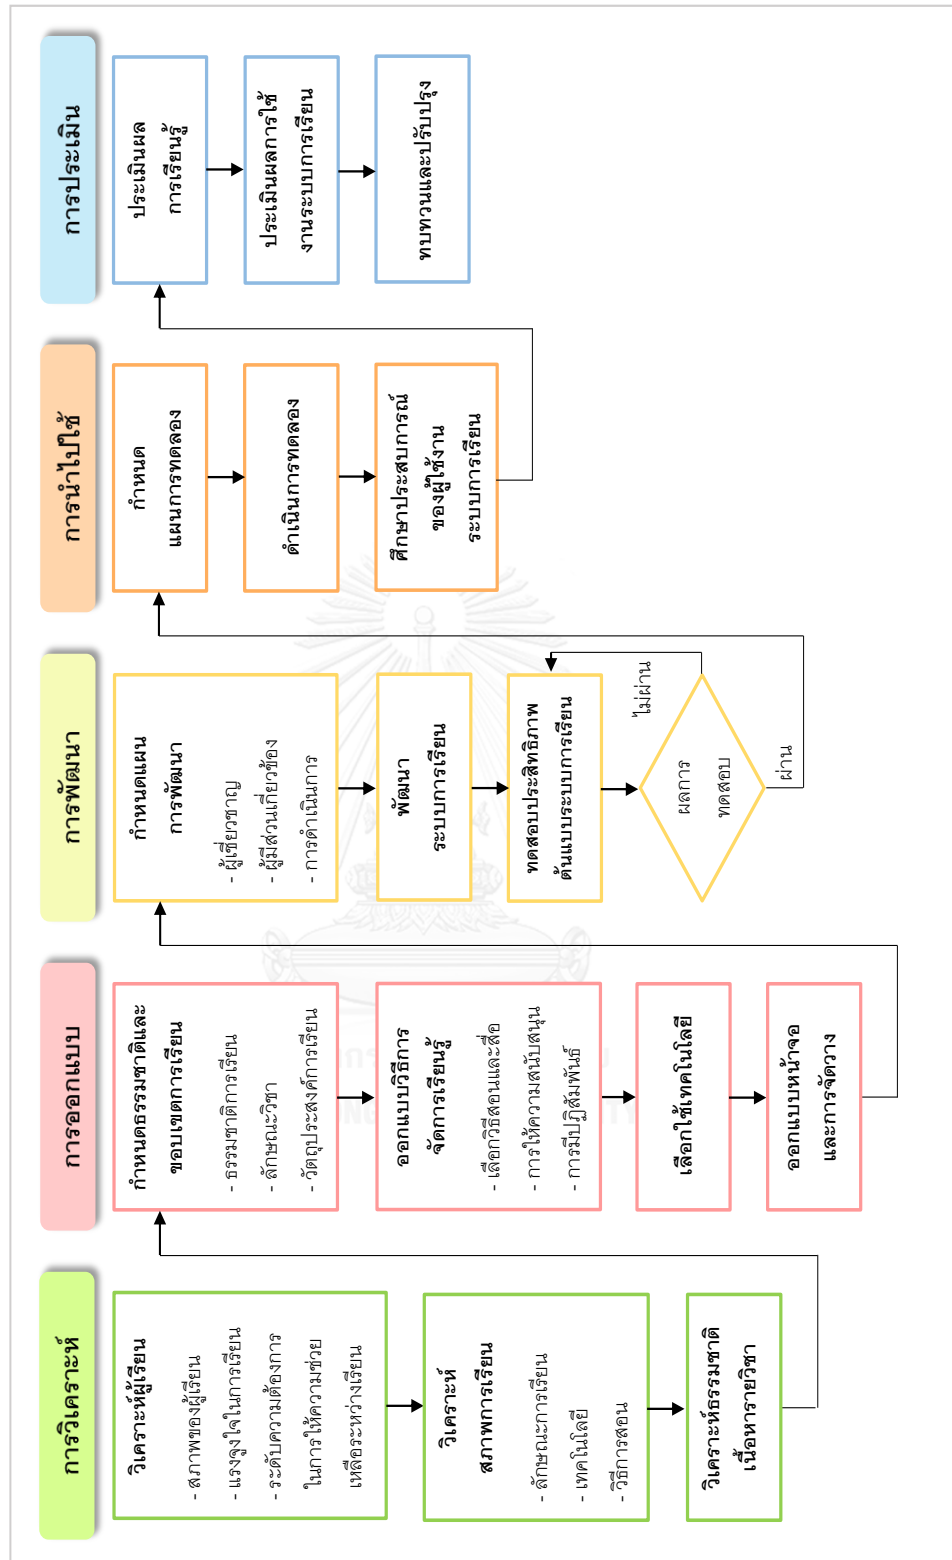 การวิเคราะห์
วิเคราะห์ผู้เรียน
- สภาพของผู้เรียน
- แรงจูงใจในการเรียน
- ระดับความต้องการ
ในการให้ความช่วย
เหลือระหว่างเรียน
วิเคราะห์
สภาพการเรียน
- ลักษณะการเรียน
- เทคโนโลยี
- วิธีการสอน
วิเคราะห์ธรรมชาติ
เนื้อหารายวิชา
การออกแบบ
กำหนดธรรมชาติและ
ขอบเขตการเรียน
- ธรรมชาติการเรียน
- ลักษณะวิชา
- วัตถุประสงค์การเรียน
ออกแบบวิธีการ
จัดการเรียนรู้
- เลือกวิธีสอนและสื่อ
- การให้ความสนับสนุน
- การมีปฏิสัมพันธ์
เลือกใช้เทคโนโลยี
ออกแบบหน้าจอ
และการจัดวาง
การพัฒนา
กำหนดแผน
การพัฒนา
- ผู้เชี่ยวชาญ
- ผู้มีส่วนเกี่ยวข้อง
- การดำเนินการ
พัฒนา
ระบบการเรียน
ทดสอบประสิทธิภาพ
ต้นแบบระบบการเรียน
ผลการ
ทดสอบ
ไม่ผ่าน
ผ่าน
การนำไปใช้
กำหนด
แผนการทดลอง
ดำเนินการทดลอง
ศึกษาประสบการณ์
ของผู้ใช้งาน
ระบบการเรียน
การประเมิน
ประเมินผล
การเรียนรู้
ประเมินผลการใช้
งานระบบการเรียน
ทบทวนและปรับปรุง